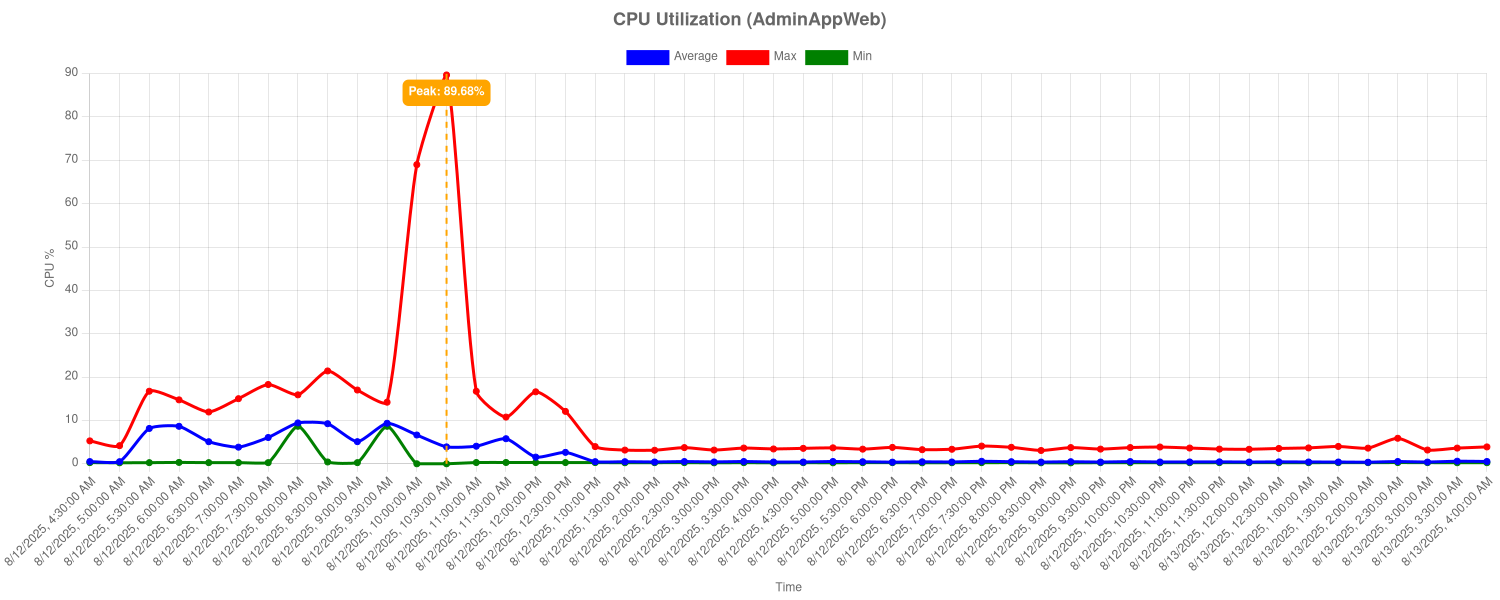 CPU Utilization (AdminAppWeb)
Average Max Min
90
Peak: 89.68%
80
70
60
50
CPU %
40
30
20
10
0
8/12/2025, 4:30:00 AM
8/12/2025, 5:00:00 AM
8/12/2025, 5:30:00 AM
8/12/2025, 6:00:00 AM
8/12/2025, 6:30:00 AM
8/12/2025, 7:00:00 AM
8/12/2025, 7:30:00 AM
8/12/2025, 8:00:00 AM
8/12/2025, 8:30:00 AM
8/12/2025, 9:00:00 AM
8/12/2025, 9:30:00 AM
8/12/2025, 10:00:00 AM
8/12/2025, 10:30:00 AM
8/12/2025, 11:00:00 AM
8/12/2025, 11:30:00 AM
8/12/2025, 12:00:00 PM
8/12/2025, 12:30:00 PM
8/12/2025, 1:00:00 PM
8/12/2025, 1:30:00 PM
8/12/2025, 2:00:00 PM
8/12/2025, 2:30:00 PM
8/12/2025, 3:00:00 PM
8/12/2025, 3:30:00 PM
8/12/2025, 4:00:00 PM
8/12/2025, 4:30:00 PM
8/12/2025, 5:00:00 PM
8/12/2025, 5:30:00 PM
8/12/2025, 6:00:00 PM
8/12/2025, 6:30:00 PM
8/12/2025, 7:00:00 PM
8/12/2025, 7:30:00 PM
8/12/2025, 8:00:00 PM
8/12/2025, 8:30:00 PM
8/12/2025, 9:00:00 PM
8/12/2025, 9:30:00 PM
8/12/2025, 10:00:00 PM
8/12/2025, 10:30:00 PM
8/12/2025, 11:00:00 PM
8/12/2025, 11:30:00 PM
8/13/2025, 12:00:00 AM
8/13/2025, 12:30:00 AM
8/13/2025, 1:00:00 AM
8/13/2025, 1:30:00 AM
8/13/2025, 2:00:00 AM
8/13/2025, 2:30:00 AM
8/13/2025, 3:00:00 AM
8/13/2025, 3:30:00 AM
8/13/2025, 4:00:00 AM
Time